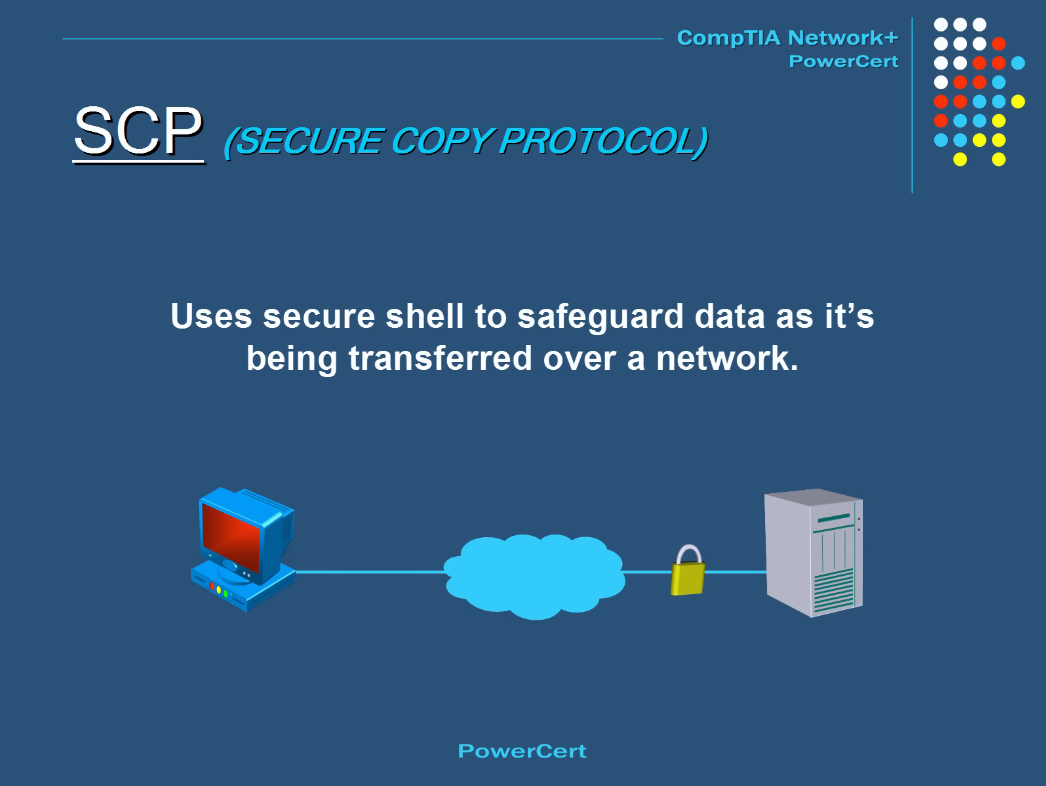 CompTIA Network+
PowerCert
SCP (SECURE COPY PROTOCOL)
Uses secure shell to safeguard data as it’s
being transferred over a network.
PowerCert